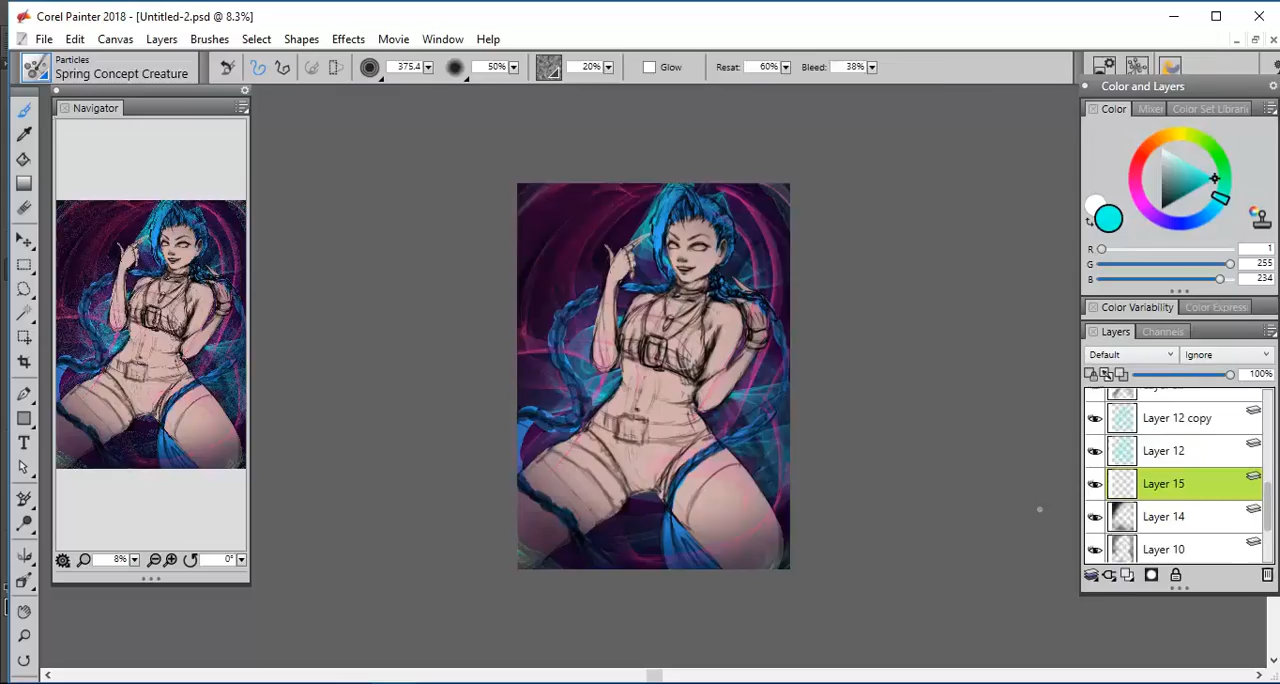 Corel Painter 2018 - [Untitled-2.psd @ 8.3%]
File Edit Canvas Layers Brushes Select Shapes Effects Movie Window Help
Particles
Spring Concept Creature
375.4 50% 20% Glow Resat: 60% Bleed: 38%
Navigator
8% 0°
Color and Layers
Color Mixer Color Set Librari
R 1
G 255
B 234
Color Variability Color Express
Layers Channels
Default Ignore
100%
Layer 12 copy
Layer 12
Layer 15
Layer 14
Layer 10
T